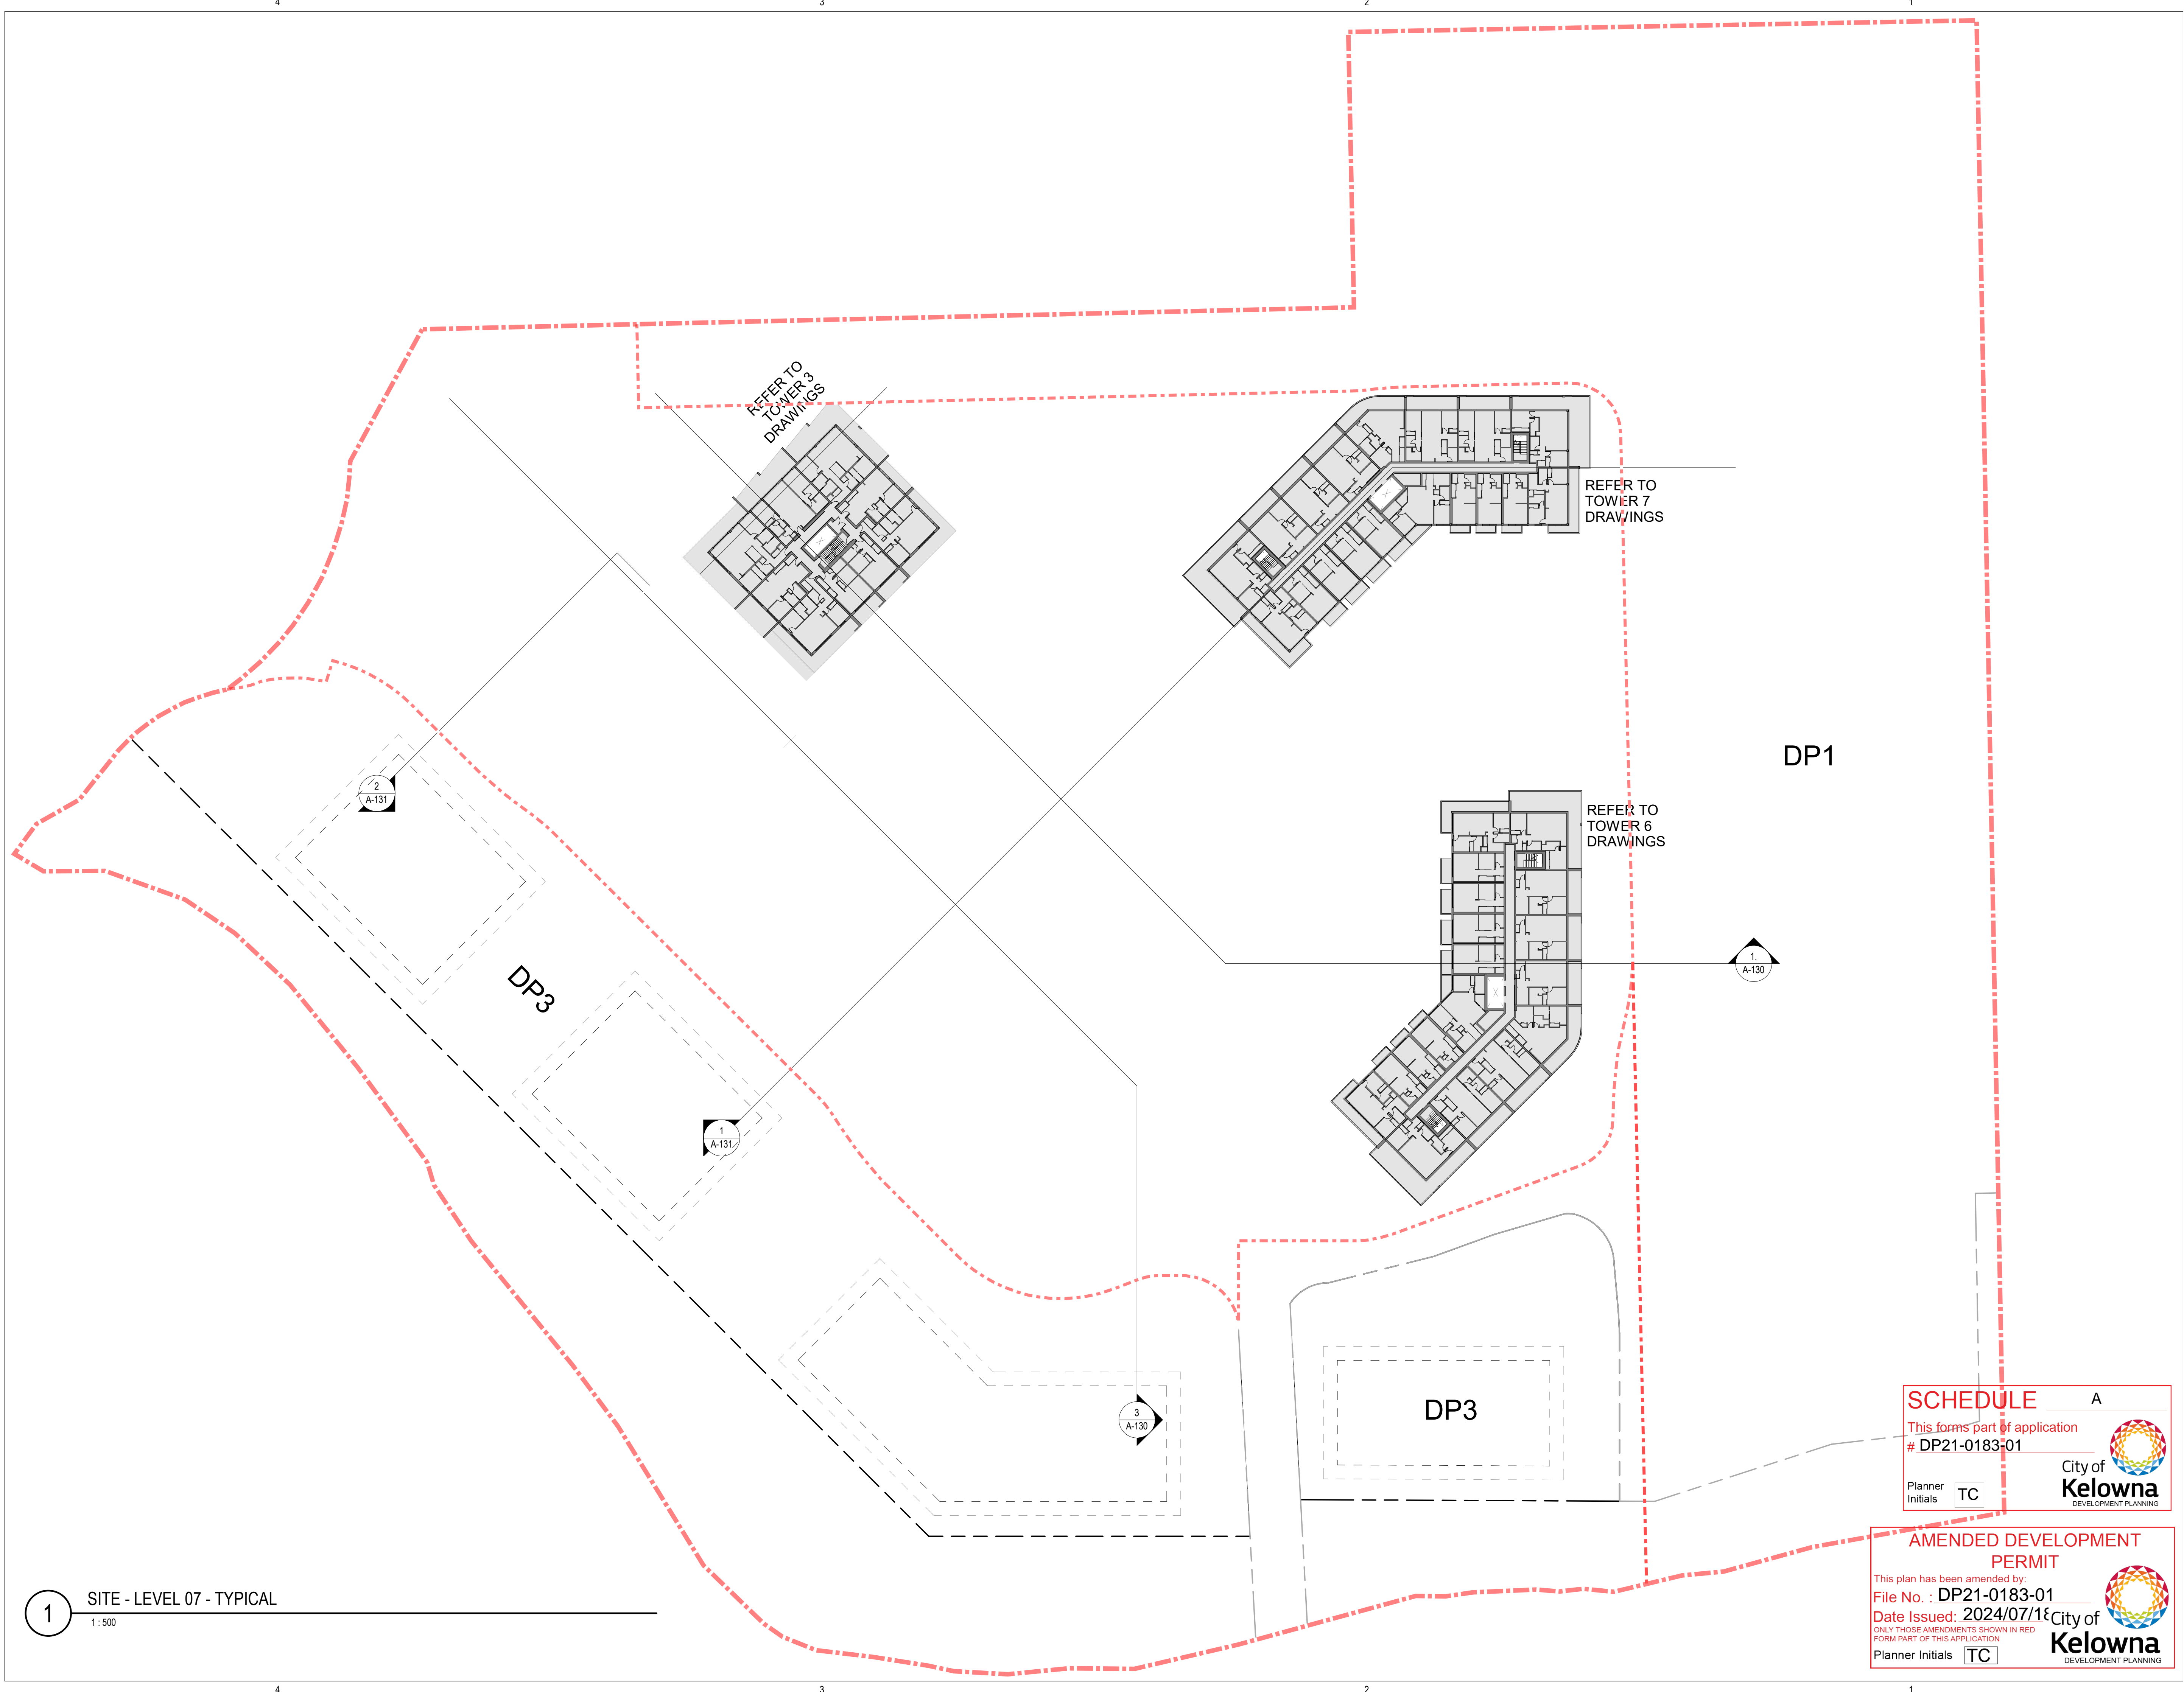 4
3
2
1
REFER TO
TOWER 3
DRAWINGS
REFER TO
TOWER 7
DRAWINGS
DP1
2
A-131
REFER TO
TOWER 6
DRAWINGS
1.
A-130
DP3
1
A-131
3
A-130
DP3
SCHEDULE A
This forms part of application
# DP21-0183-01
City of
Kelowna
DEVELOPMENT PLANNING
Planner
Initials
TC
AMENDED DEVELOPMENT
PERMIT
This plan has been amended by:
File No. : DP21-0183-01
Date Issued: 2024/07/18
ONLY THOSE AMENDMENTS SHOWN IN RED
FORM PART OF THIS APPLICATION
Planner Initials TC
City of
Kelowna
DEVELOPMENT PLANNING
1
SITE - LEVEL 07 - TYPICAL
1 : 500
4
3
2
1